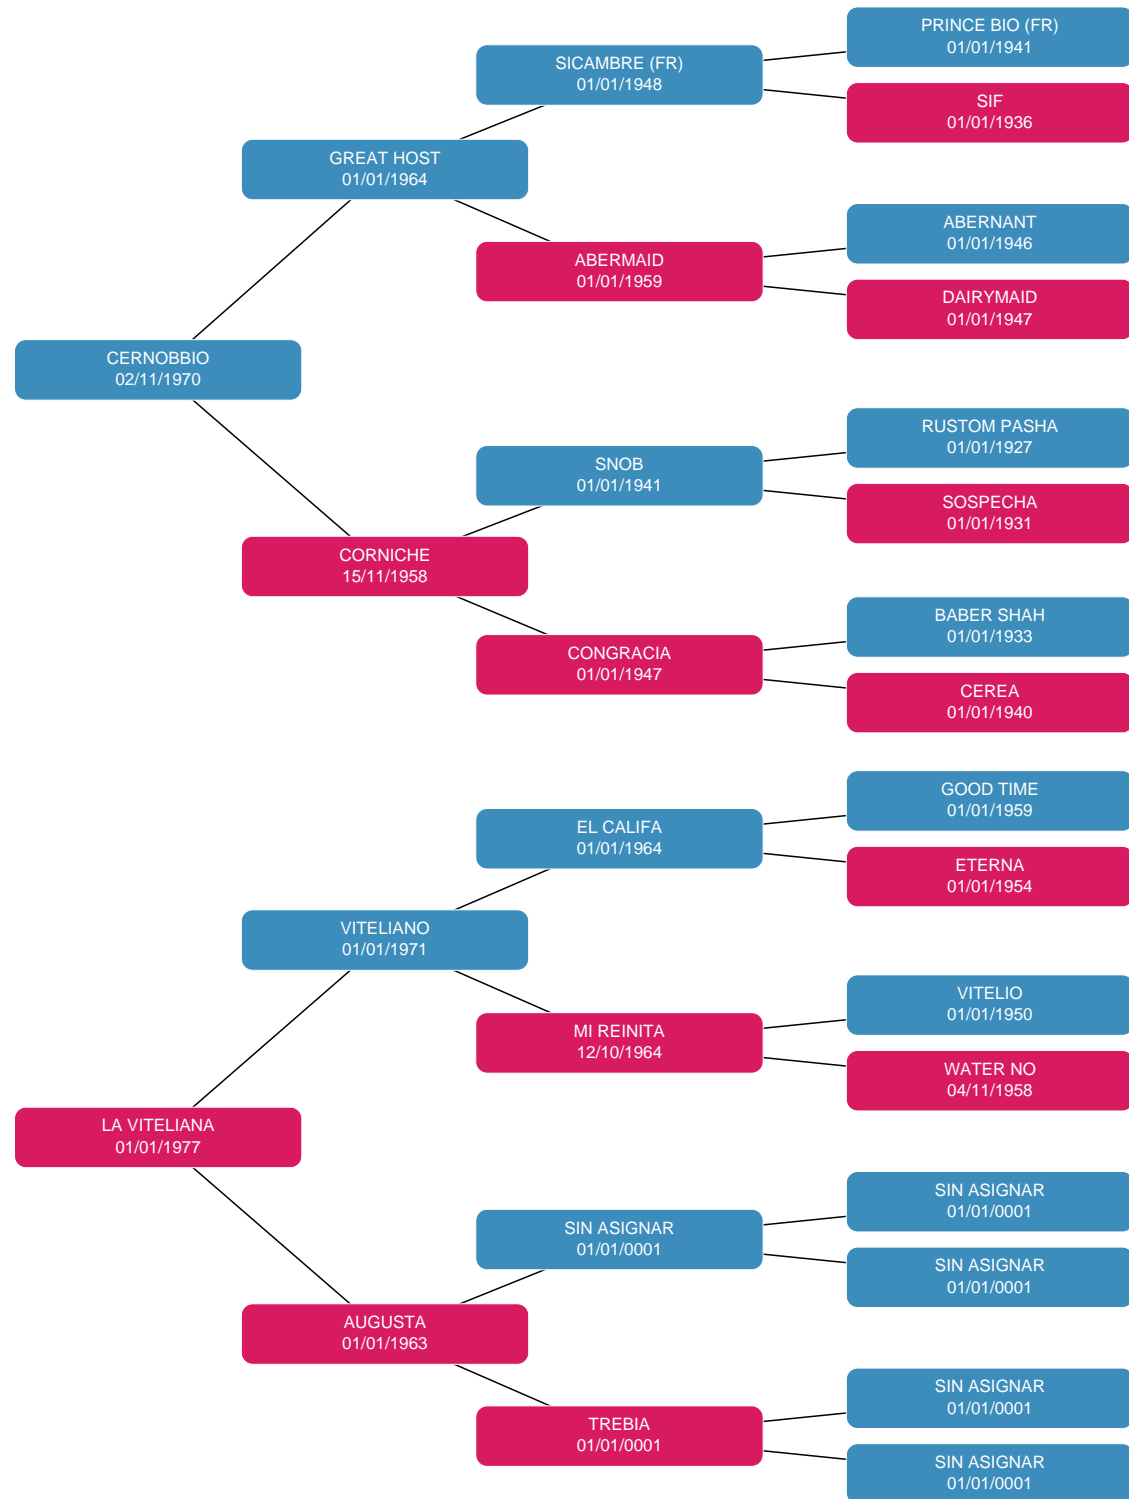 PRINCE BIO (FR)
01/01/1941
SICAMBRE (FR)
01/01/1948
SIF
01/01/1936
GREAT HOST
01/01/1964
ABERNANT
01/01/1946
ABERMAID
01/01/1959
DAIRYMAID
01/01/1947
CERNOBBIO
02/11/1970
RUSTOM PASHA
01/01/1927
SNOB
01/01/1941
SOSPECHA
01/01/1931
CORNICHE
15/11/1958
BABER SHAH
01/01/1933
CONGRACIA
01/01/1947
CEREA
01/01/1940
GOOD TIME
01/01/1959
EL CALIFA
01/01/1964
ETERNA
01/01/1954
VITELIANO
01/01/1971
VITELIO
01/01/1950
MI REINITA
12/10/1964
WATER NO
04/11/1958
LA VITELIANA
01/01/1977
SIN ASIGNAR
01/01/0001
SIN ASIGNAR
01/01/0001
SIN ASIGNAR
01/01/0001
AUGUSTA
01/01/1963
SIN ASIGNAR
01/01/0001
TREBIA
01/01/0001
SIN ASIGNAR
01/01/0001